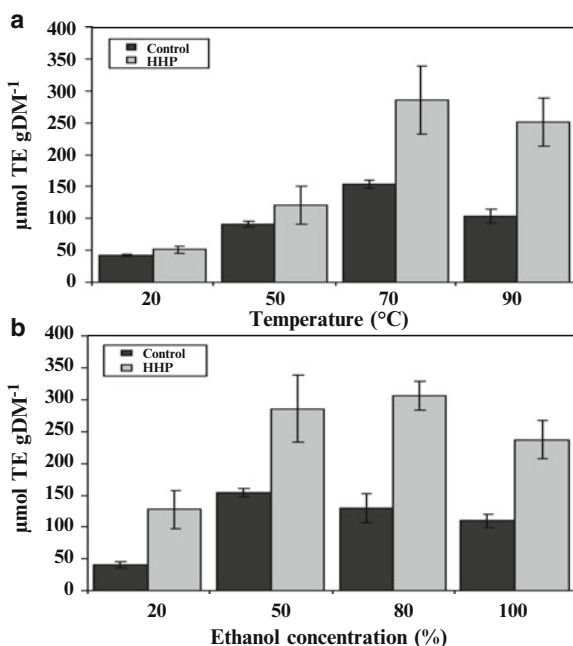 a
Control
HHP
µmol TE gDM⁻¹
400
350
300
250
200
150
100
50
0
20 50 70 90
Temperature (°C)
b
Control
HHP
µmol TE gDM⁻¹
400
350
300
250
200
150
100
50
0
20 50 80 100
Ethanol concentration (%)